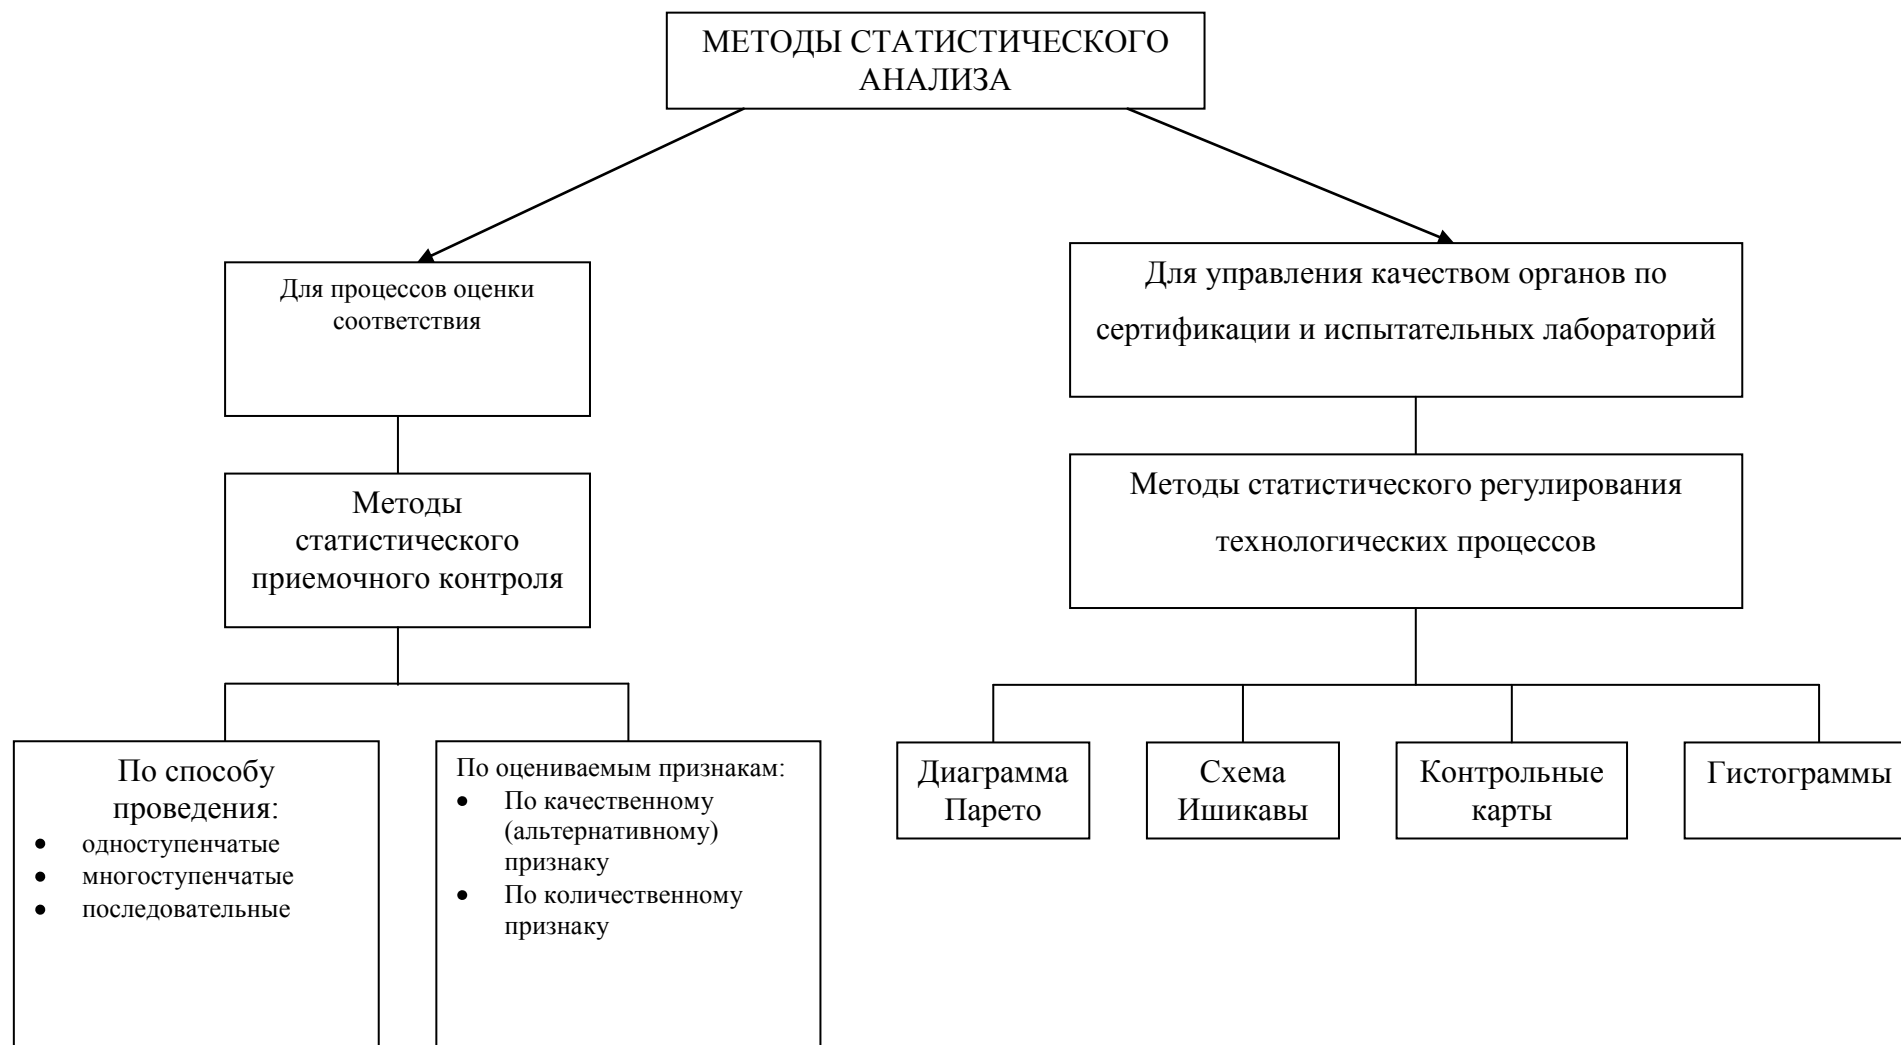 МЕТОДЫ СТАТИСТИЧЕСКОГО
АНАЛИЗА
Для процессов оценки
соответствия
Для управления качеством органов по
сертификации и испытательных лабораторий
Методы
статистического
приемочного контроля
Методы статистического регулирования
технологических процессов
По способу
проведения:
• одноступенчатые
• многоступенчатые
• последовательные
По оцениваемым признакам:
• По качественному
(альтернативному)
признаку
• По количественному
признаку
Диаграмма
Парето
Схема
Ишикавы
Контрольные
карты
Гистограммы